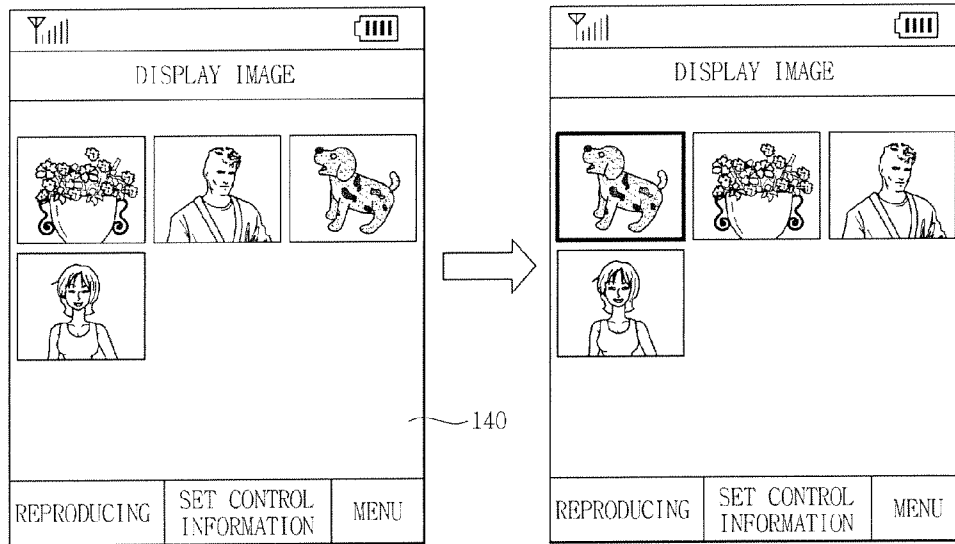 DISPLAY IMAGE
140
REPRODUCING
SET CONTROL
INFORMATION
MENU
DISPLAY IMAGE
REPRODUCING
SET CONTROL
INFORMATION
MENU